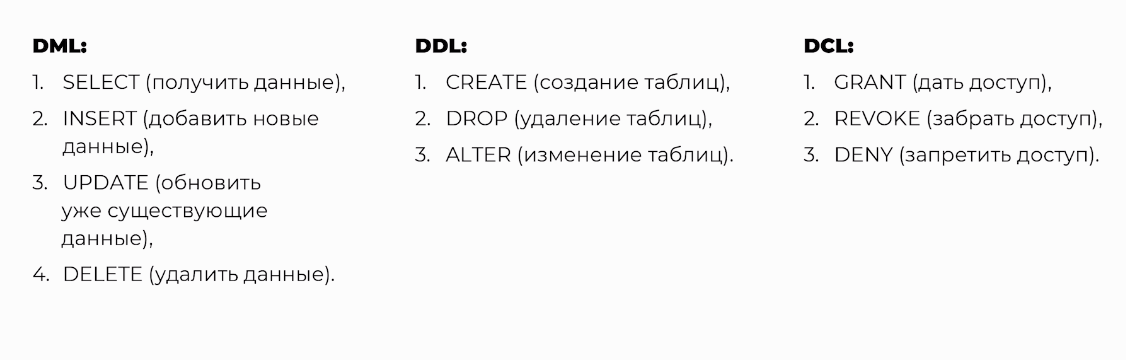 DML:
1. SELECT (получить данные),
2. INSERT (добавить новые
данные),
3. UPDATE (обновить
уже существующие
данные),
4. DELETE (удалить данные).
DDL:
1. CREATE (создание таблиц),
2. DROP (удаление таблиц),
3. ALTER (изменение таблиц).
DCL:
1. GRANT (дать доступ),
2. REVOKE (забрать доступ),
3. DENY (запретить доступ).